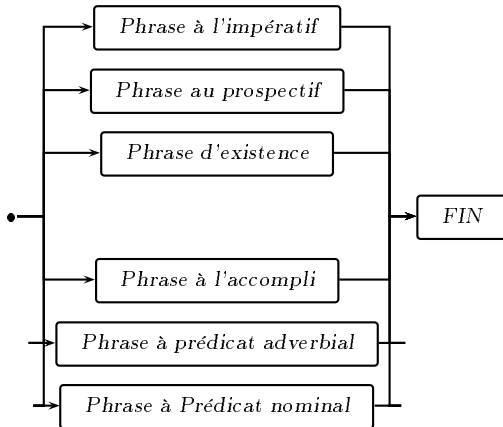 Phrase à l'impératif
Phrase au prospectif
Phrase d'existence
FIN
Phrase à l'accompli
Phrase à prédicat adverbial
Phrase à Prédicat nominal